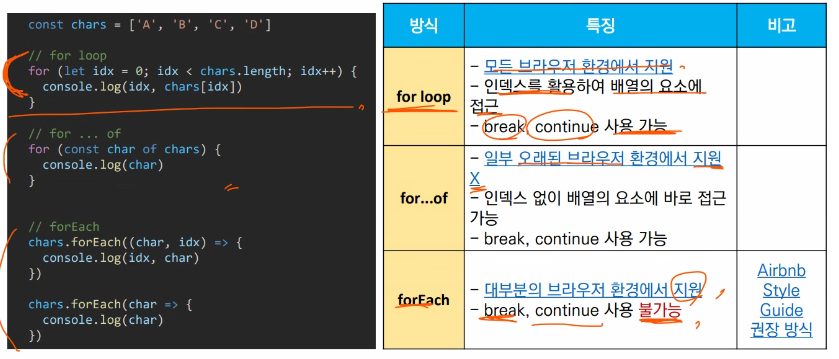 const chars = ['A', 'B', 'C', 'D']
// for loop
for (let idx = 0; idx < chars.length; idx++) {
console.log(idx, chars[idx])
}
// for ... of
for (const char of chars) {
console.log(char)
}
// forEach
chars.forEach((char, idx) => {
console.log(idx, char)
})
chars.forEach(char => {
console.log(char)
})
방식 특징 비고
for loop
- 모든 브라우저 환경에서 지원
- 인덱스를 활용하여 배열의 요소에
접근
- break, continue 사용 가능
for...of
- 일부 오래된 브라우저 환경에서 지원
X
- 인덱스 없이 배열의 요소에 바로 접근
가능
- break, continue 사용 가능
forEach
- 대부분의 브라우저 환경에서 지원
- break, continue 사용 불가능
Airbnb
Style
Guide
권장 방식